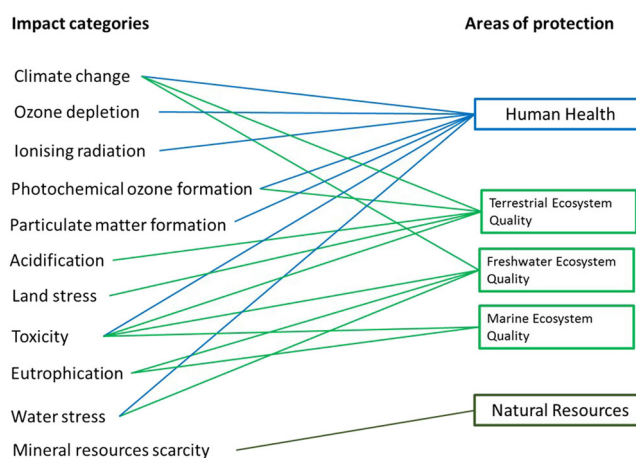 Impact categories
Areas of protection
Climate change
Ozone depletion
Human Health
Ionising radiation
Photochemical ozone formation
Terrestrial Ecosystem
Quality
Particulate matter formation
Acidification
Freshwater Ecosystem
Quality
Land stress
Marine Ecosystem
Quality
Toxicity
Eutrophication
Natural Resources
Water stress
Mineral resources scarcity